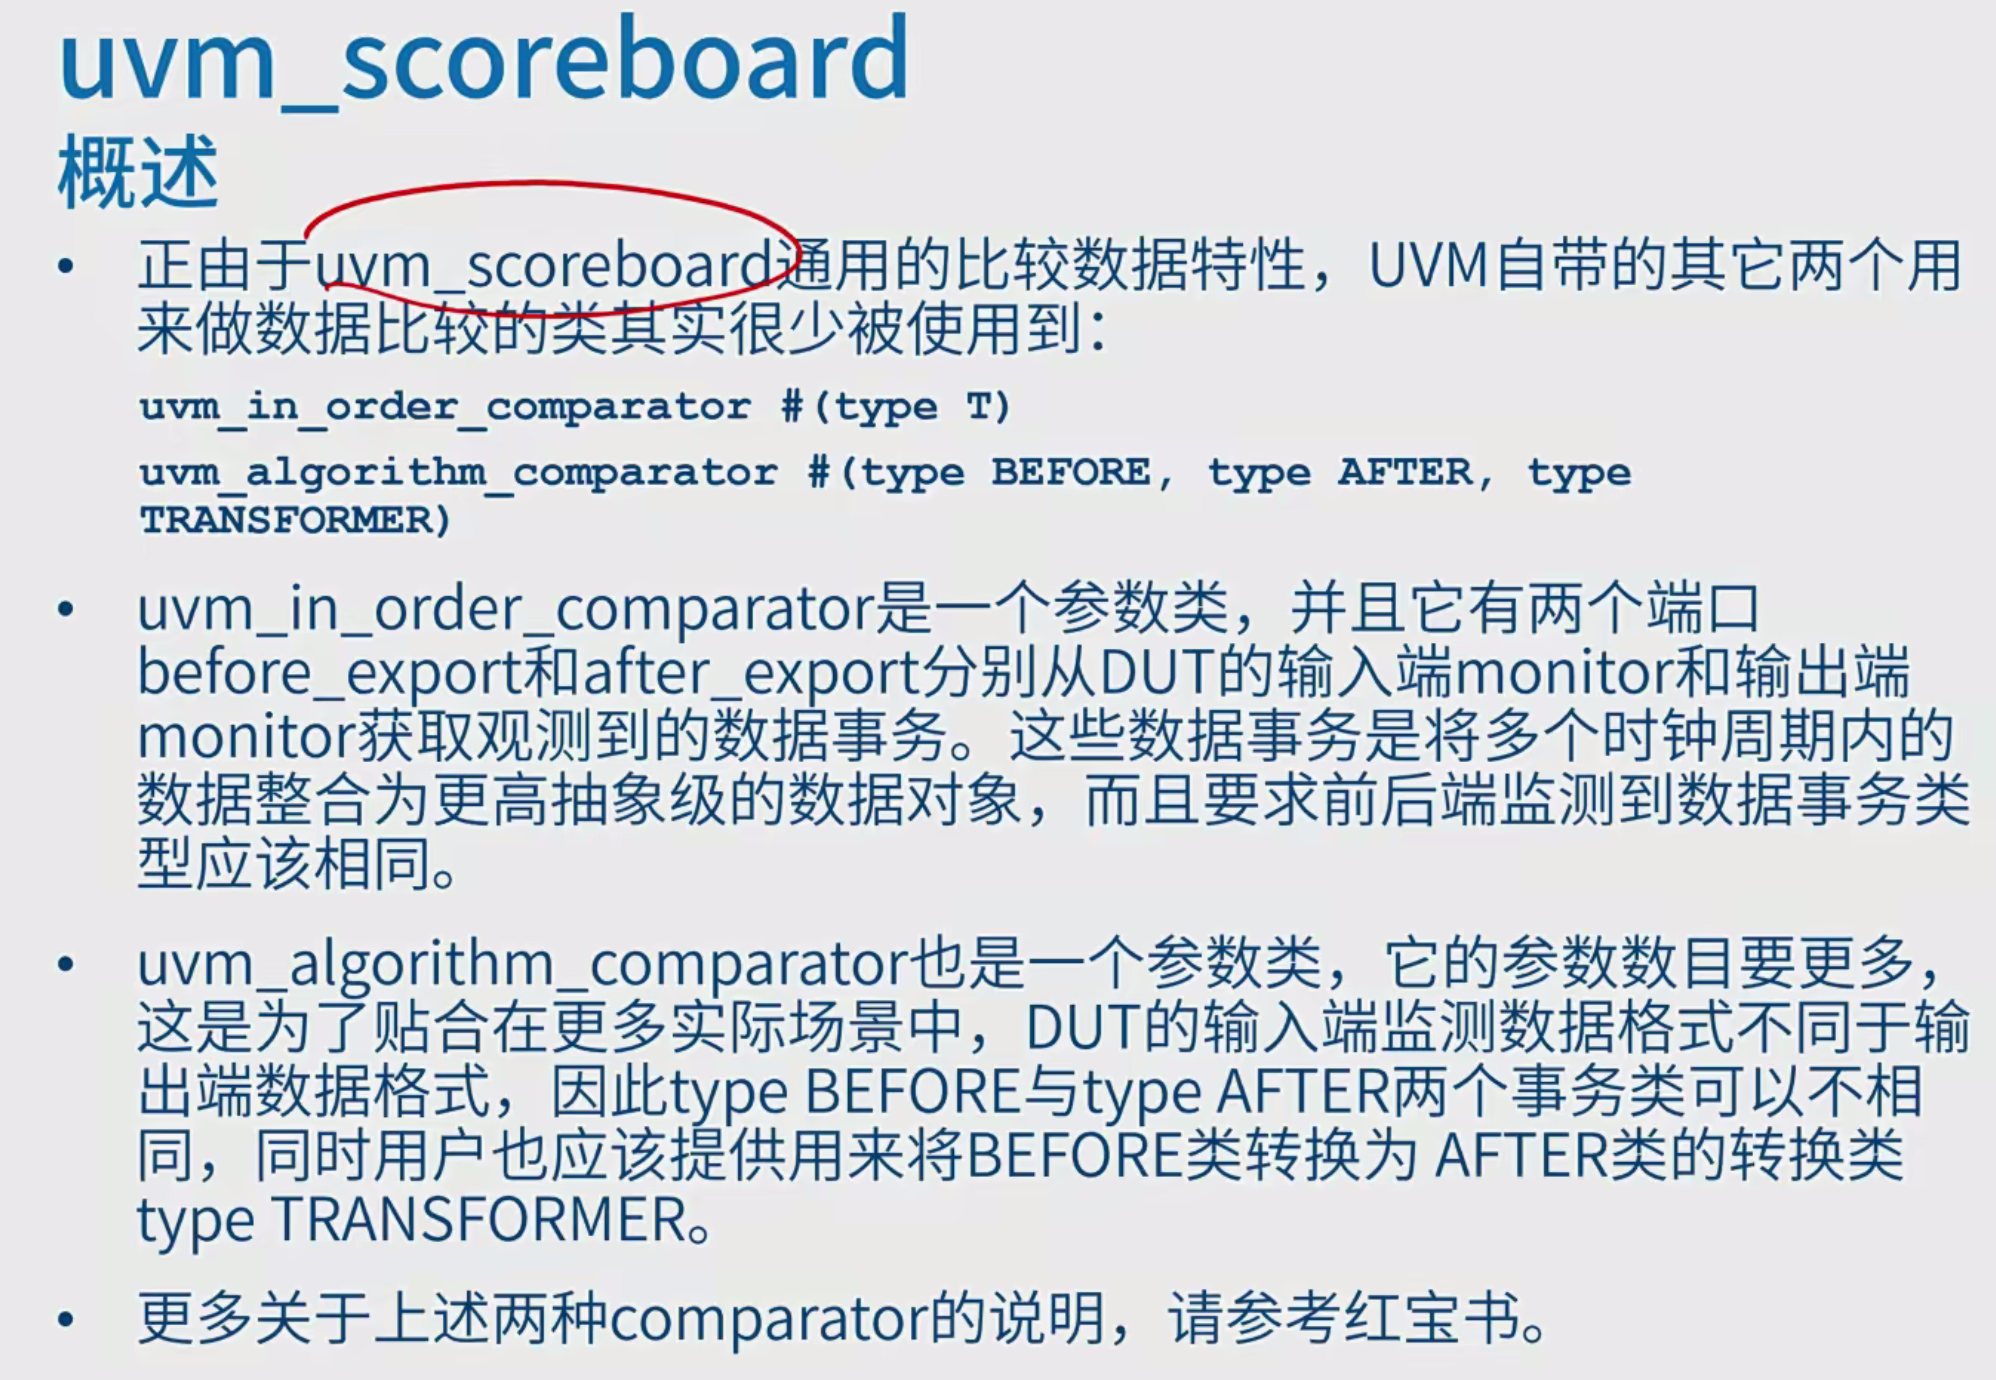 uvm_scoreboard
概述
• 正由于uvm_scoreboard通用的比较数据特性，UVM自带的其它两个用
来做数据比较的类其实很少被使用到：
uvm_in_order_comparator #(type T)
uvm_algorithm_comparator #(type BEFORE, type AFTER, type
TRANSFORMER)
• uvm_in_order_comparator是一个参数类，并且它有两个端口
before_export和after_export分别从DUT的输入端monitor和输出端
monitor获取观测到的数据事务。这些数据事务是将多个时钟周期内的
数据整合为更高抽象级的数据对象，而且要求前后端监测到数据事务类
型应该相同。
• uvm_algorithm_comparator也是一个参数类，它的参数数目要更多，
这是为了贴合在更多实际场景中，DUT的输入端监测数据格式不同于输
出端数据格式，因此type BEFORE与type AFTER两个事务类可以不相
同，同时用户也应该提供用来将BEFORE类转换为 AFTER类的转换类
type TRANSFORMER。
• 更多关于上述两种comparator的说明，请参考红宝书。